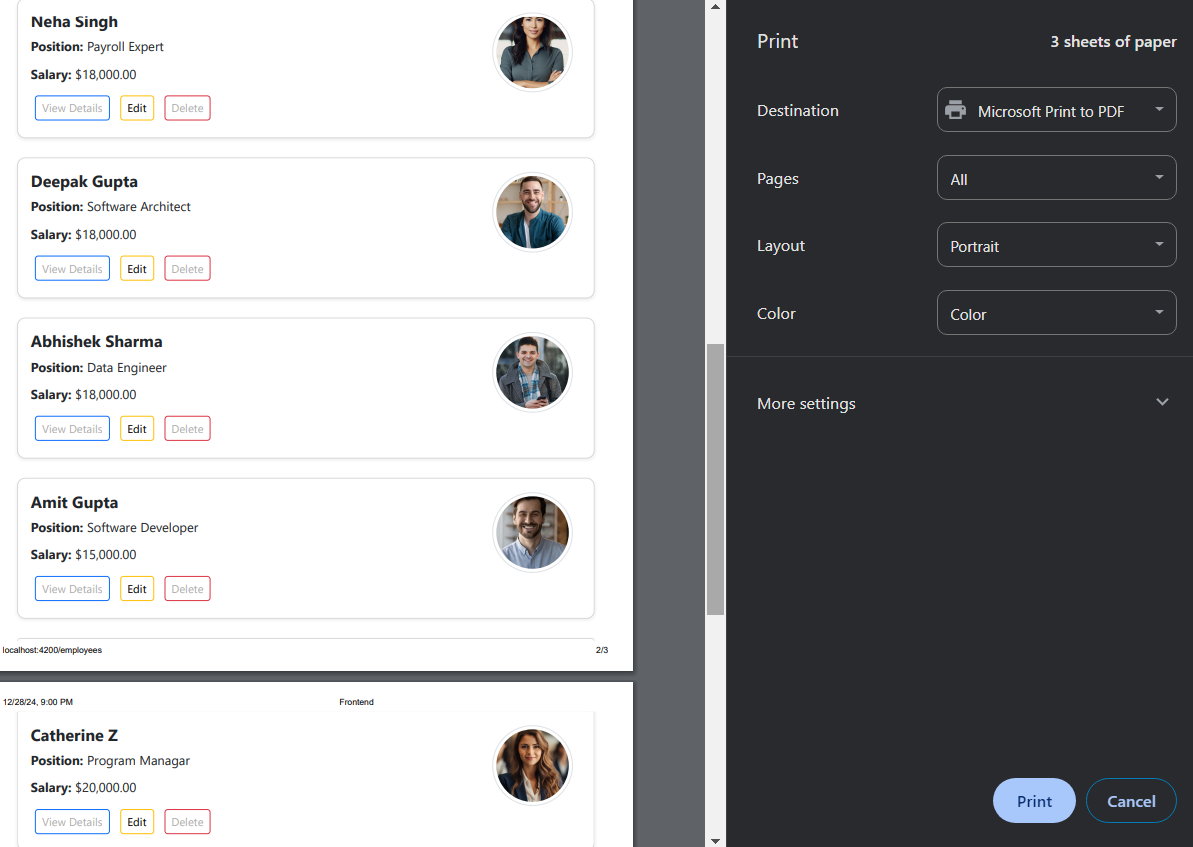 Neha Singh
Position: Payroll Expert
Salary: $18,000.00
View Details Edit Delete
Deepak Gupta
Position: Software Architect
Salary: $18,000.00
View Details Edit Delete
Abhishek Sharma
Position: Data Engineer
Salary: $18,000.00
View Details Edit Delete
Amit Gupta
Position: Software Developer
Salary: $15,000.00
View Details Edit Delete
localhost:4200/employees 2/3
12/28/24, 9:00 PM Frontend
Catherine Z
Position: Program Managar
Salary: $20,000.00
View Details Edit Delete
Print 3 sheets of paper
Destination Microsoft Print to PDF
Pages All
Layout Portrait
Color Color
More settings
Print Cancel